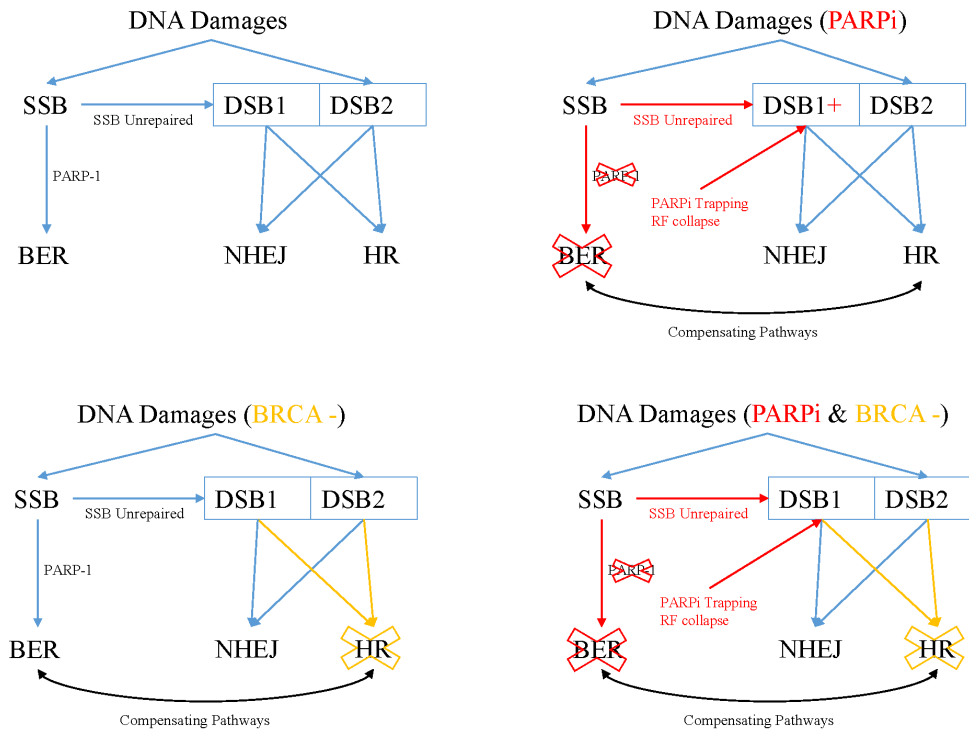 DNA Damages
SSB
DSB1
DSB2
SSB Unrepaired
PARP-1
BER
NHEJ
HR
DNA Damages (PARPi)
SSB
DSB1+
DSB2
SSB Unrepaired
PARP-1
PARPi Trapping
RF collapse
BER
NHEJ
HR
Compensating Pathways
DNA Damages (BRCA -)
SSB
DSB1
DSB2
SSB Unrepaired
PARP-1
BER
NHEJ
HR
Compensating Pathways
DNA Damages (PARPi & BRCA -)
SSB
DSB1
DSB2
SSB Unrepaired
PARP-1
PARPi Trapping
RF collapse
BER
NHEJ
HR
Compensating Pathways